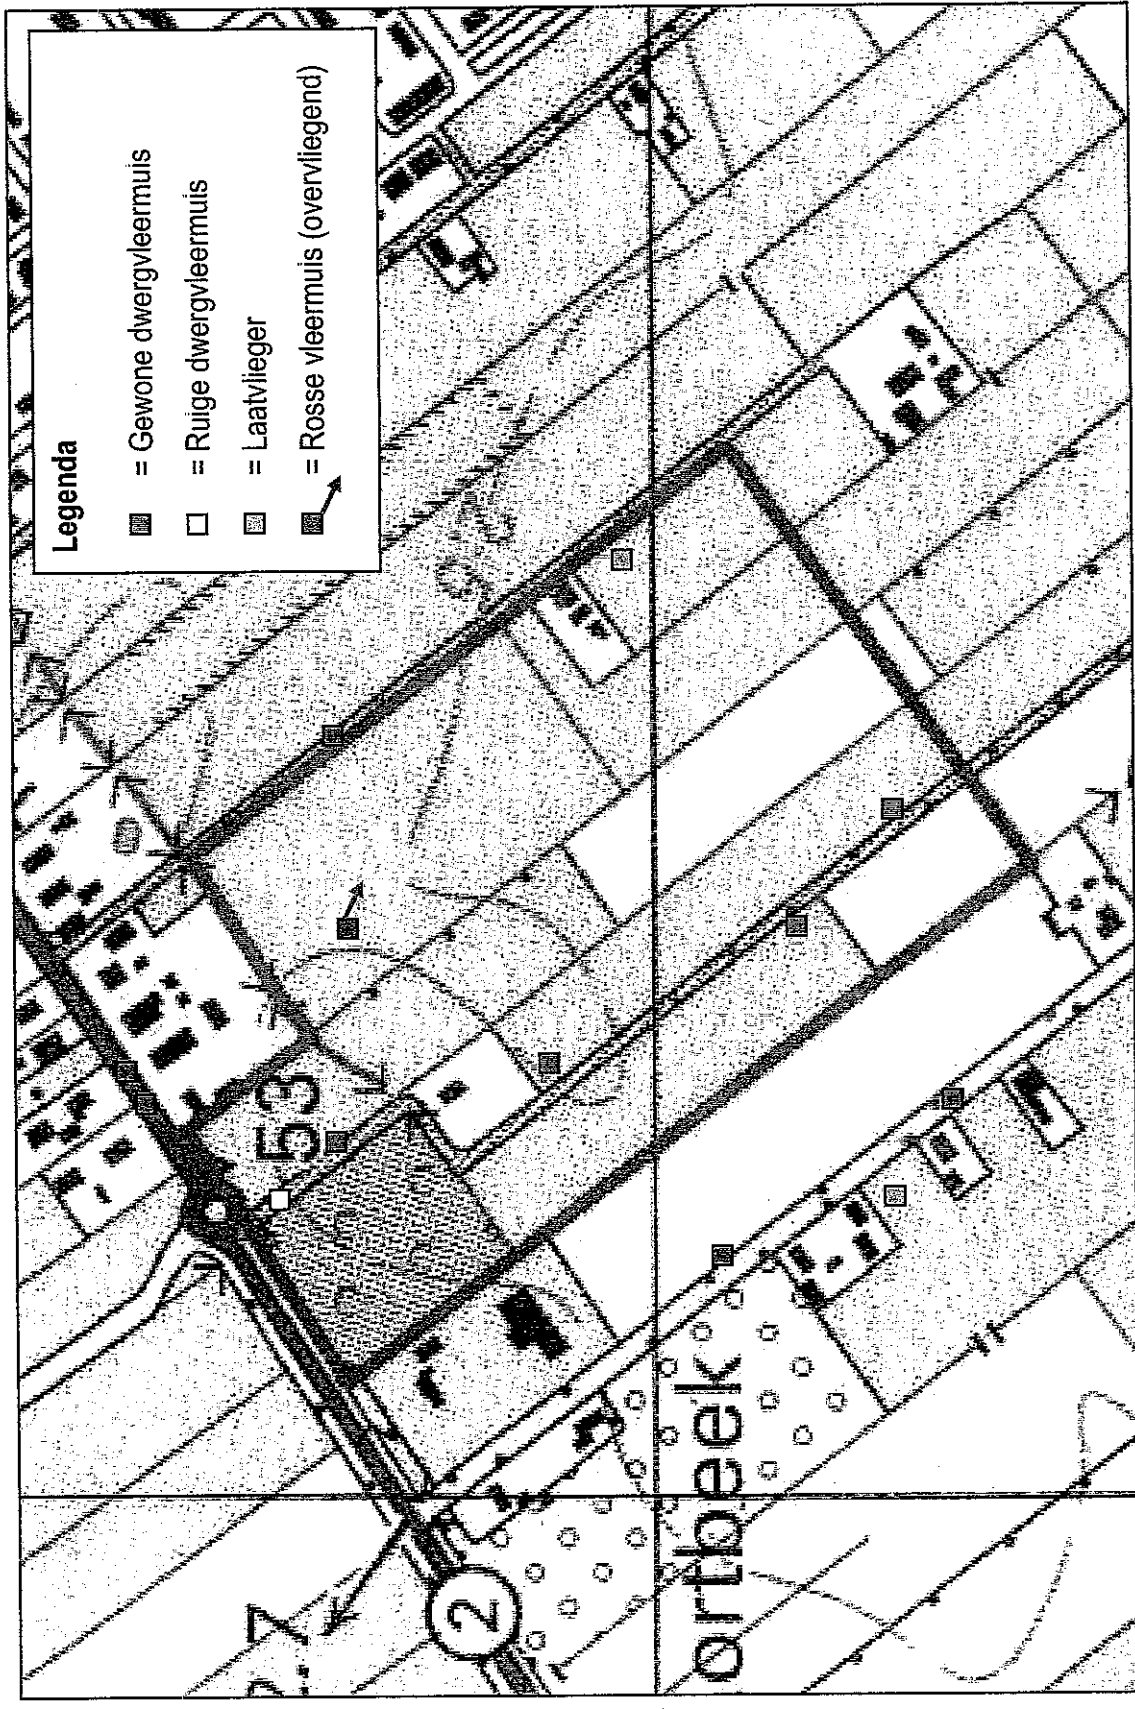 Legenda
= Gewone dwergvleermuis
= Ruige dwergvleermuis
= Laatvlieger
= Rosse vleermuis (overvliegend)
53
2
ortbeek